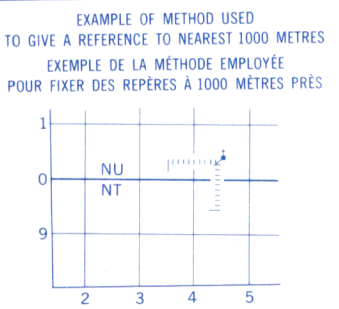 EXAMPLE OF METHOD USED
TO GIVE A REFERENCE TO NEAREST 1000 METRES
EXEMPLE DE LA MÉTHODE EMPLOYÉE
POUR FIXER DES REPÈRES À 1000 MÈTRES PRÈS
1
NU
0
NT
9
2 3 4 5